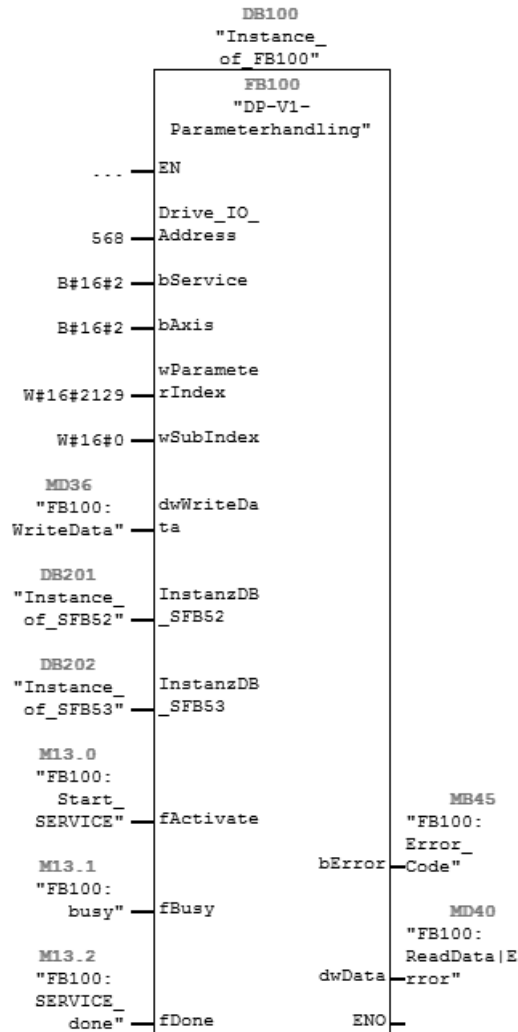 DB100
"Instance_
of_FB100"
FB100
"DP-V1-
Parameterhandling"
... EN
Drive_IO_
568 Address
B#16#2 bService
B#16#2 bAxis
wParamete
W#16#2129 rIndex
W#16#0 wSubIndex
MD36
"FB100: dwWriteDa
WriteData" ta
DB201
"Instance_ InstanzDB
of_SFB52" _SFB52
DB202
"Instance_ InstanzDB
of_SFB53" _SFB53
M13.0
"FB100:
Start_ MB45
SERVICE" fActivate "FB100:
Error_
M13.1 bError Code"
"FB100:
busy" fBusy MD40
"FB100:
M13.2 ReadData|E
"FB100: dwData rror"
SERVICE_
done" fDone ENO